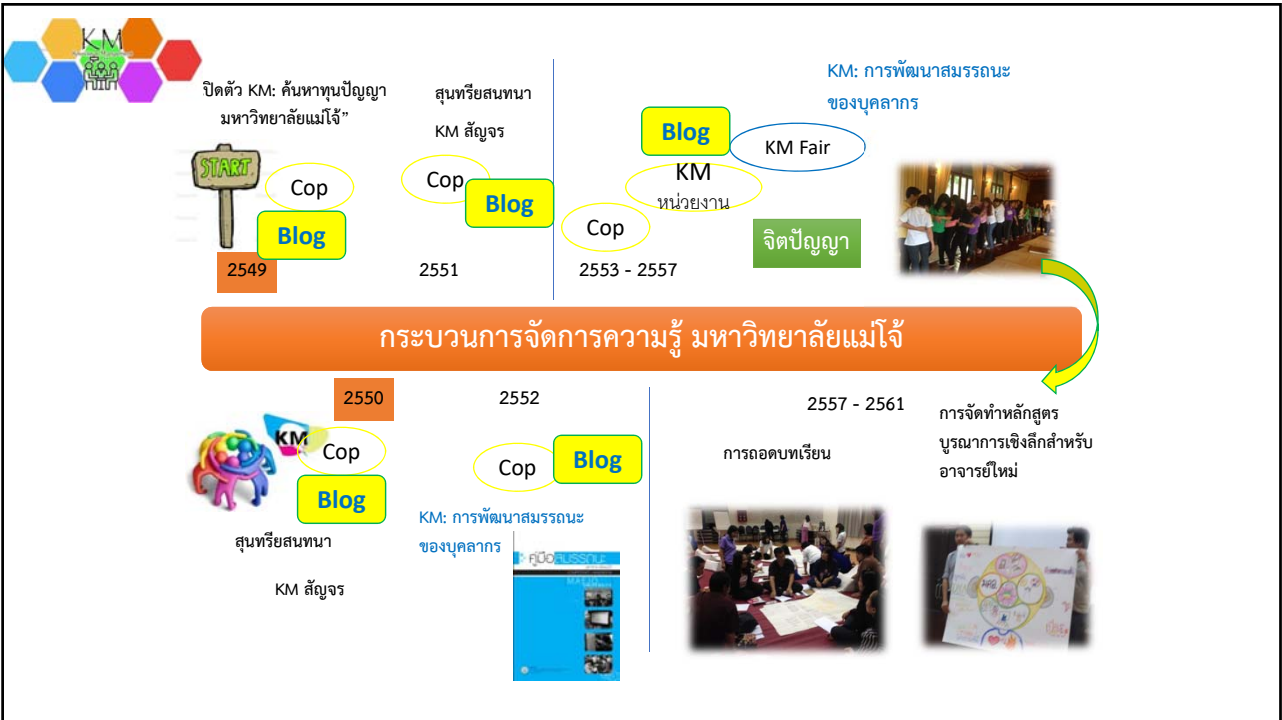 KM
ปิดตัว KM: ค้นหาทุนปัญญา
มหาวิทยาลัยแม่โจ้”
START
Cop
Blog
2549
สุนทรียสนทนา
KM สัญจร
Cop
Blog
2551
KM: การพัฒนาสมรรถนะ
ของบุคลากร
Blog
KM Fair
KM
หน่วยงาน
Cop
จิตปัญญา
2553 - 2557
กระบวนการจัดการความรู้ มหาวิทยาลัยแม่โจ้
2550
KM
Cop
Blog
สุนทรียสนทนา
KM สัญจร
2552
Cop
Blog
KM: การพัฒนาสมรรถนะ
ของบุคลากร
คู่มือสมรรถนะ
2557 - 2561
การถอดบทเรียน
การจัดทำหลักสูตร
บูรณาการเชิงลึกสำหรับ
อาจารย์ใหม่